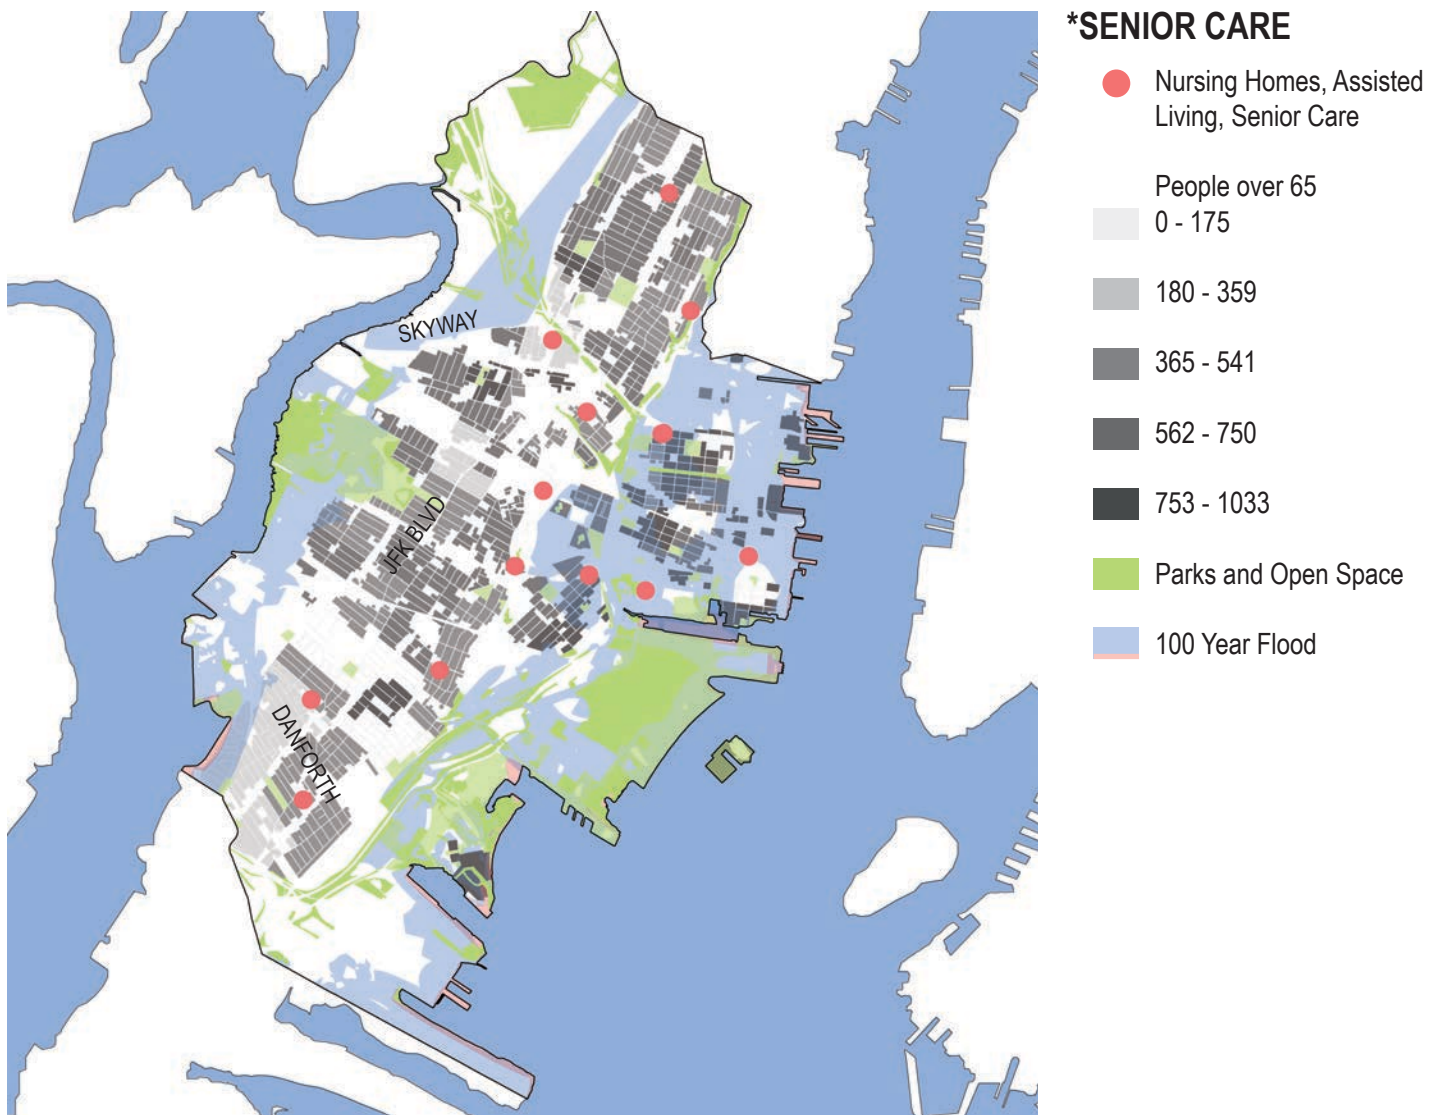 *SENIOR CARE
Nursing Homes, Assisted
Living, Senior Care
People over 65
0 - 175
180 - 359
365 - 541
562 - 750
753 - 1033
Parks and Open Space
100 Year Flood
SKYWAY
JFK BLVD
DANFORTH